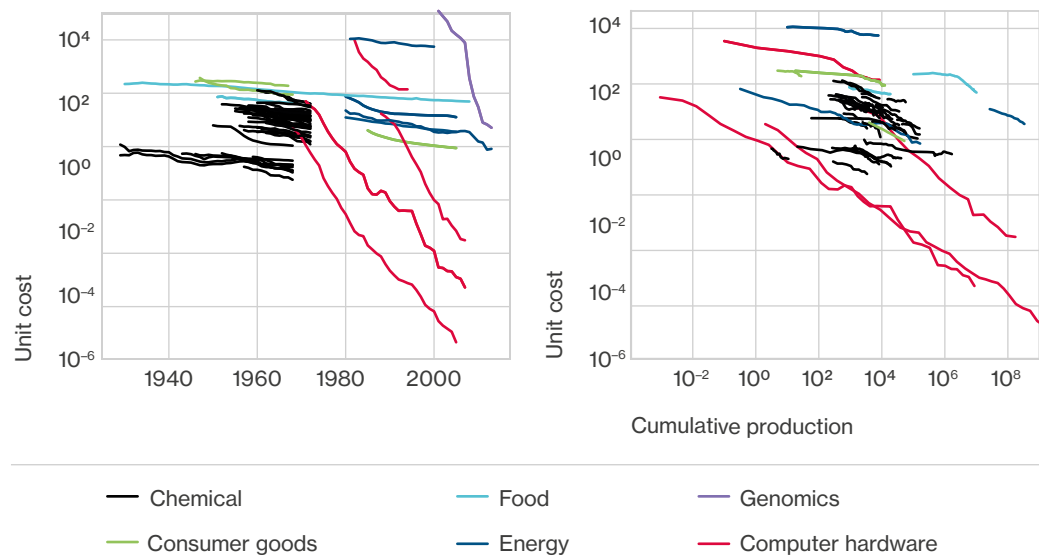 Unit cost
10⁴
10²
10⁰
10⁻²
10⁻⁴
10⁻⁶
1940 1960 1980 2000
Unit cost
10⁴
10²
10⁰
10⁻²
10⁻⁴
10⁻⁶
10⁻² 10⁰ 10² 10⁴ 10⁶ 10⁸
Cumulative production
Chemical Food Genomics
Consumer goods Energy Computer hardware